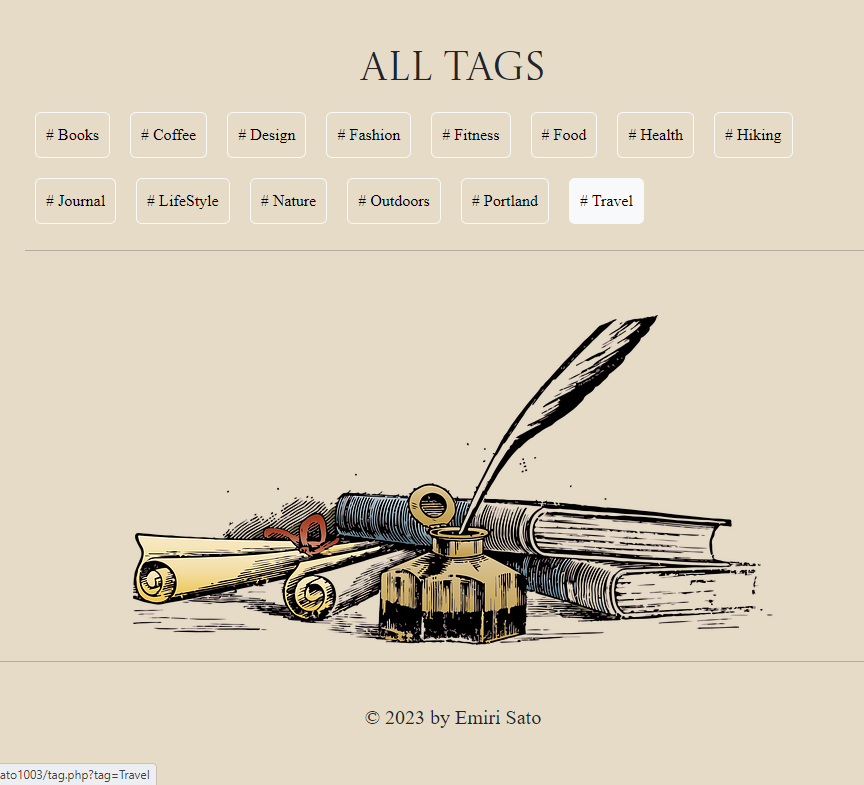 ALL TAGS
# Books # Coffee # Design # Fashion # Fitness # Food # Health # Hiking
# Journal # LifeStyle # Nature # Outdoors # Portland # Travel
© 2023 by Emiri Sato
ato1003/tag.php?tag=Travel